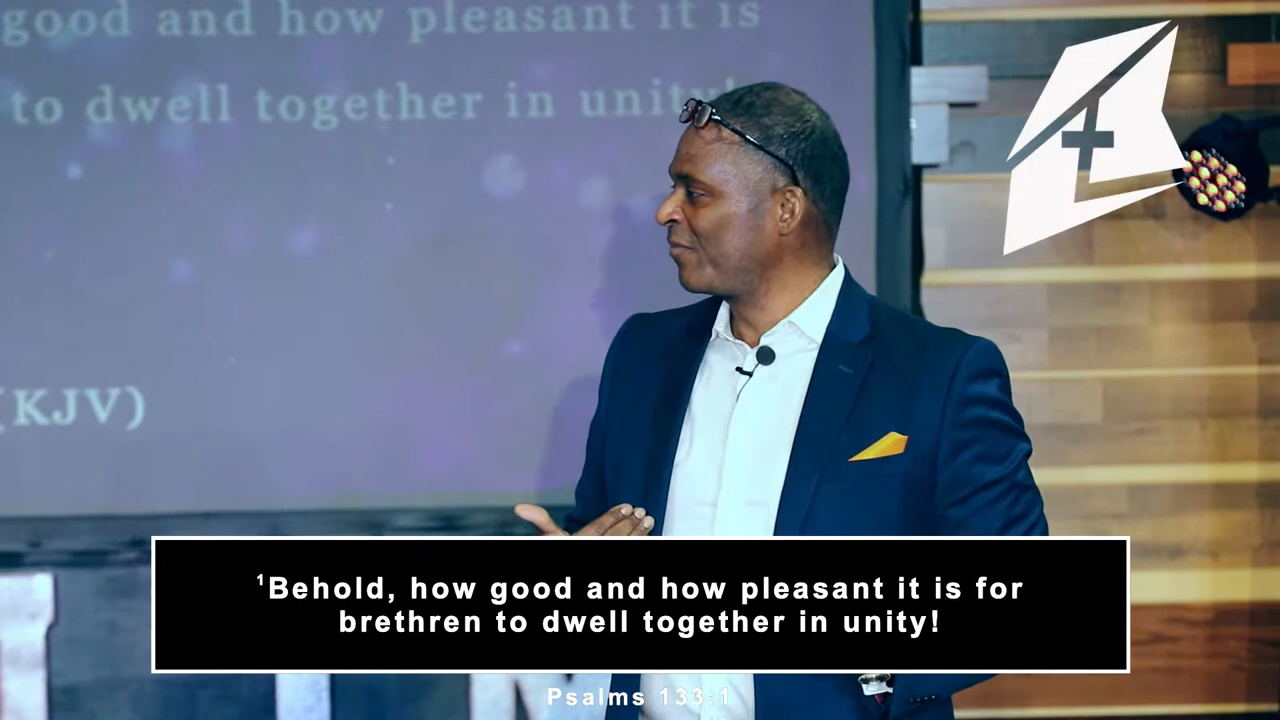 good and how pleasant it is
to dwell together in unity!
(KJV)
¹Behold, how good and how pleasant it is for
brethren to dwell together in unity!
Psalms 133:1